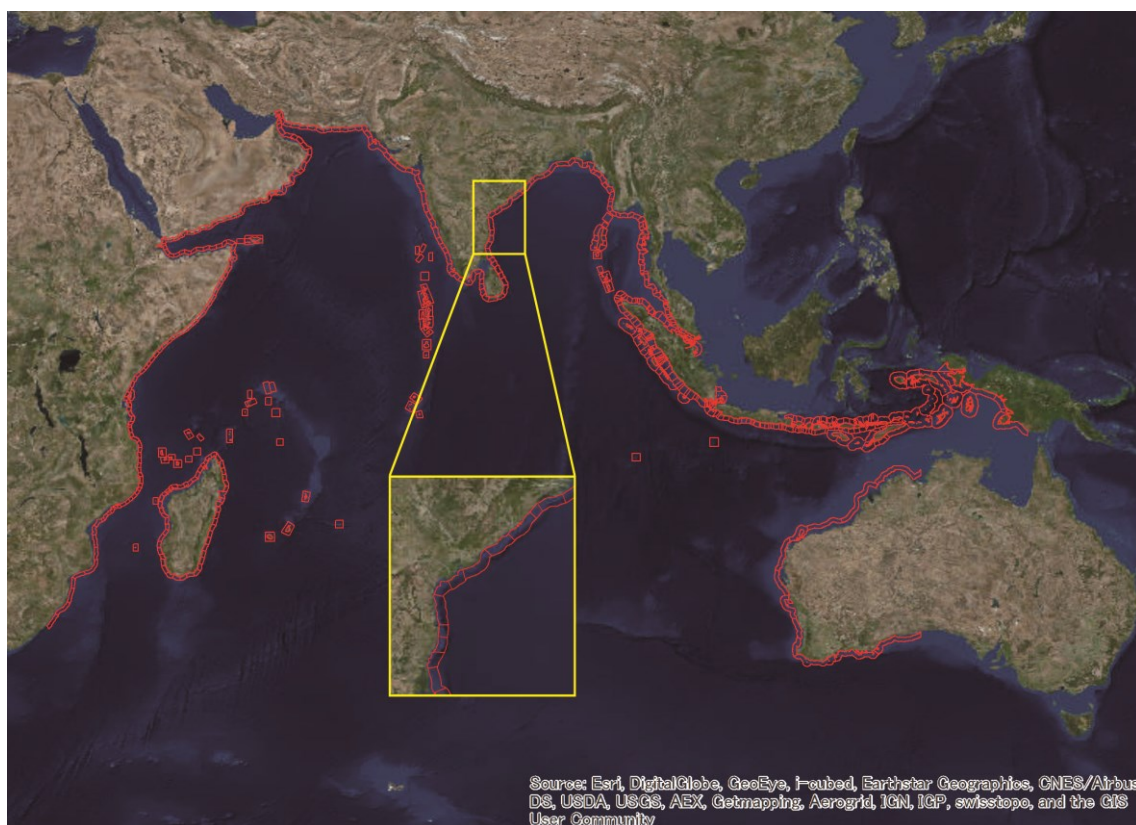 Source: Esri, DigitalGlobe, GeoEye, i-cubed, Earthstar Geographics, CNES/Airbus
DS, USDA, USGS, AEX, Getmapping, Aerogrid, IGN, IGP, swisstopo, and the GIS
User Community